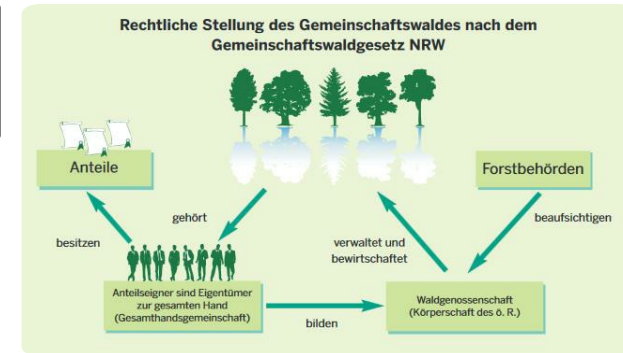 Rechtliche Stellung des Gemeinschaftswaldes nach dem
Gemeinschaftswaldgesetz NRW
Anteile
Forstbehörden
gehört
beaufsichtigen
besitzen
verwaltet und
bewirtschaftet
Anteilseigner sind Eigentümer
zur gesamten Hand
(Gesamthandsgemeinschaft)
bilden
Waldgenossenschaft
(Körperschaft des ö. R.)